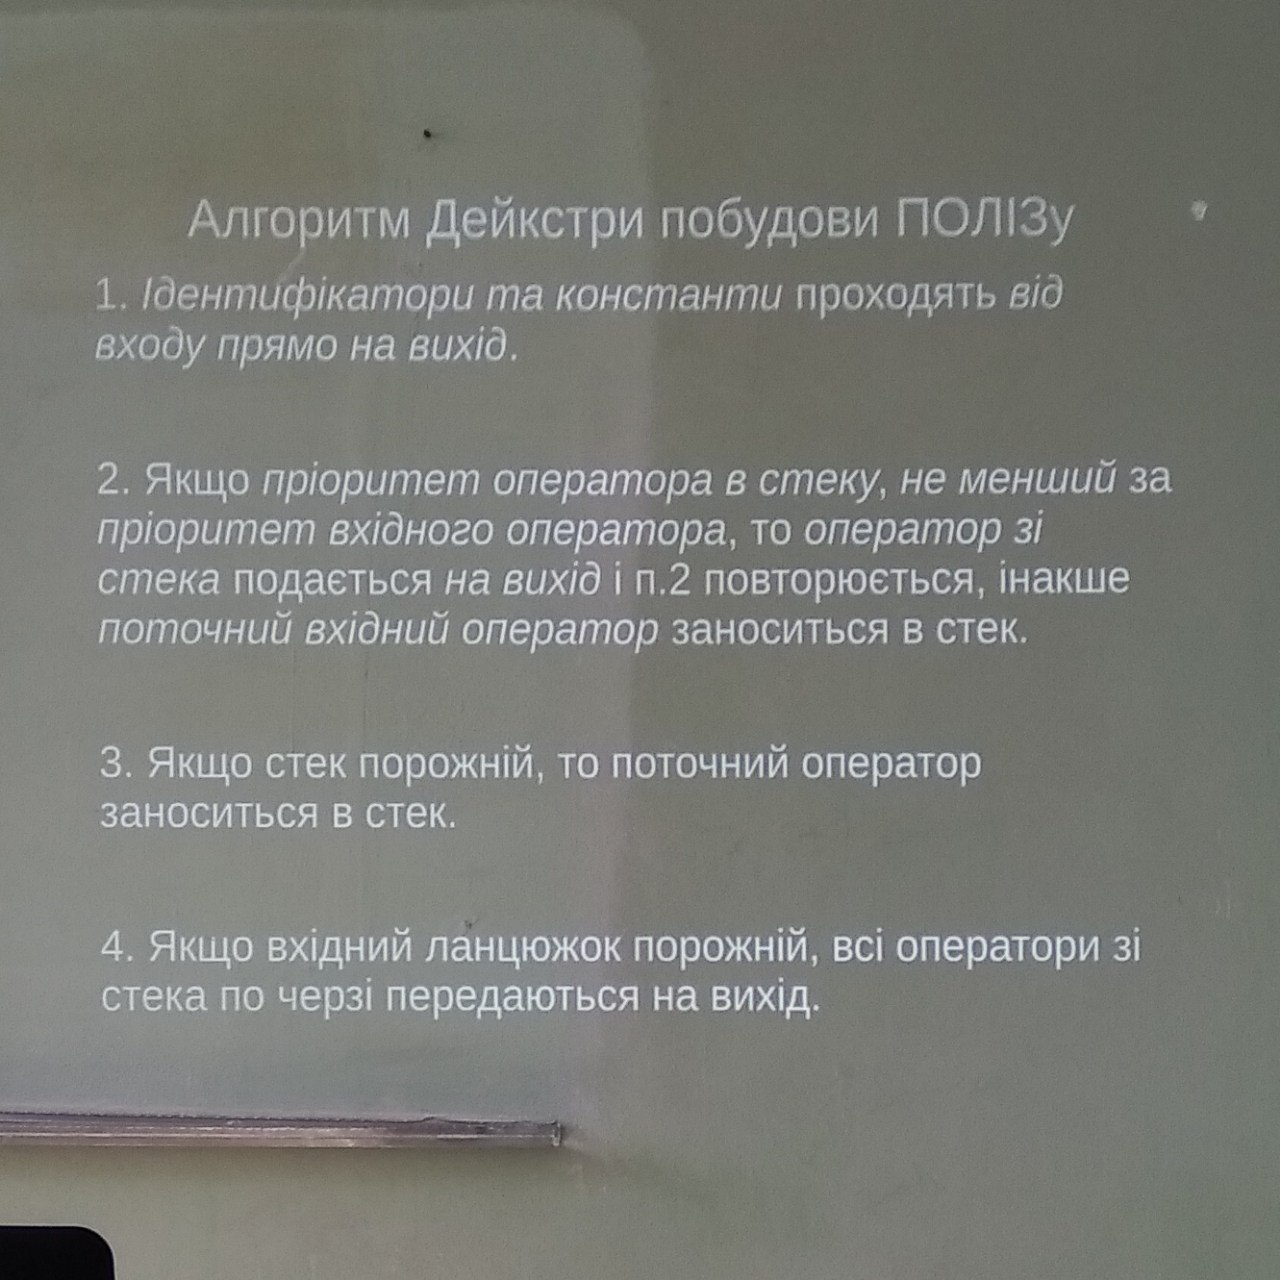 Алгоритм Дейкстри побудови ПОЛІЗу
1. Ідентифікатори та константи проходять від
входу прямо на вихід.
2. Якщо пріоритет оператора в стеку, не менший за
пріоритет вхідного оператора, то оператор зі
стека подається на вихід і п.2 повторюється, інакше
поточний вхідний оператор заноситься в стек.
3. Якщо стек порожній, то поточний оператор
заноситься в стек.
4. Якщо вхідний ланцюжок порожній, всі оператори зі
стека по черзі передаються на вихід.